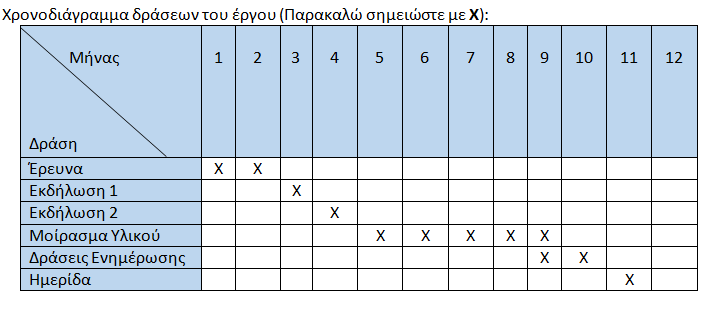 Χρονοδιάγραμμα δράσεων του έργου (Παρακαλώ σημειώστε με X):
Μήνας 1 2 3 4 5 6 7 8 9 10 11 12
Δράση
Έρευνα X X
Εκδήλωση 1 X
Εκδήλωση 2 X
Μοίρασμα Υλικού X X X X X
Δράσεις Ενημέρωσης X X
Ημερίδα X